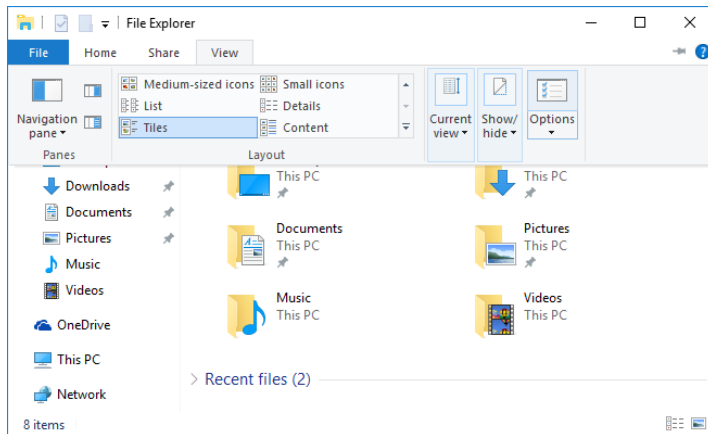 File Explorer
File Home Share View
Medium-sized icons Small icons
List Details
Tiles Content
Navigation
pane
Current
view
Show/
hide
Options
Panes Layout
Downloads
Documents
Pictures
Music
Videos
OneDrive
This PC
Network
This PC
This PC
Documents
This PC
Pictures
This PC
Music
This PC
Videos
This PC
Recent files (2)
8 items